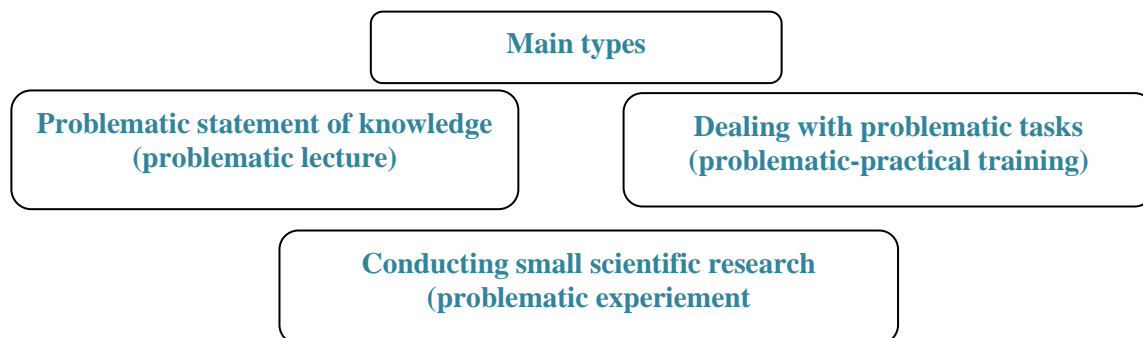 Main types
Problematic statement of knowledge
(problematic lecture)
Dealing with problematic tasks
(problematic-practical training)
Conducting small scientific research
(problematic experiement